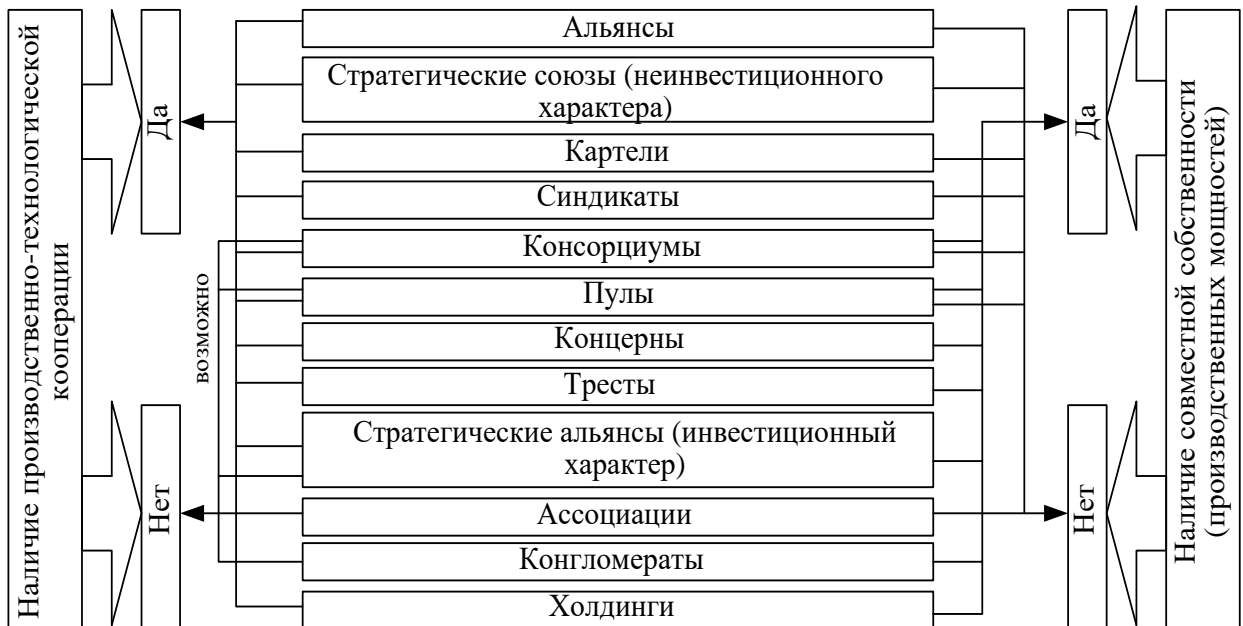 Наличие производственно-технологической
кооперации
Да
Нет
возможно
Альянсы
Стратегические союзы (неинвестиционного
характера)
Картели
Синдикаты
Консорциумы
Пулы
Концерны
Тресты
Стратегические альянсы (инвестиционный
характер)
Ассоциации
Конгломераты
Холдинги
Да
Нет
Наличие совместной собственности
(производственных мощностей)